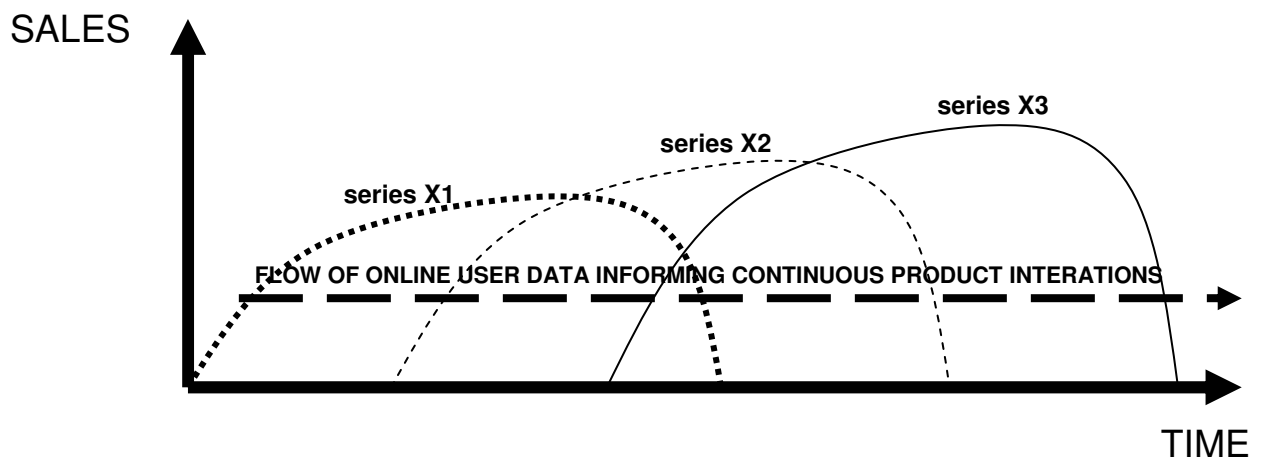 SALES
series X3
series X2
series X1
FLOW OF ONLINE USER DATA INFORMING CONTINUOUS PRODUCT INTERATIONS
TIME